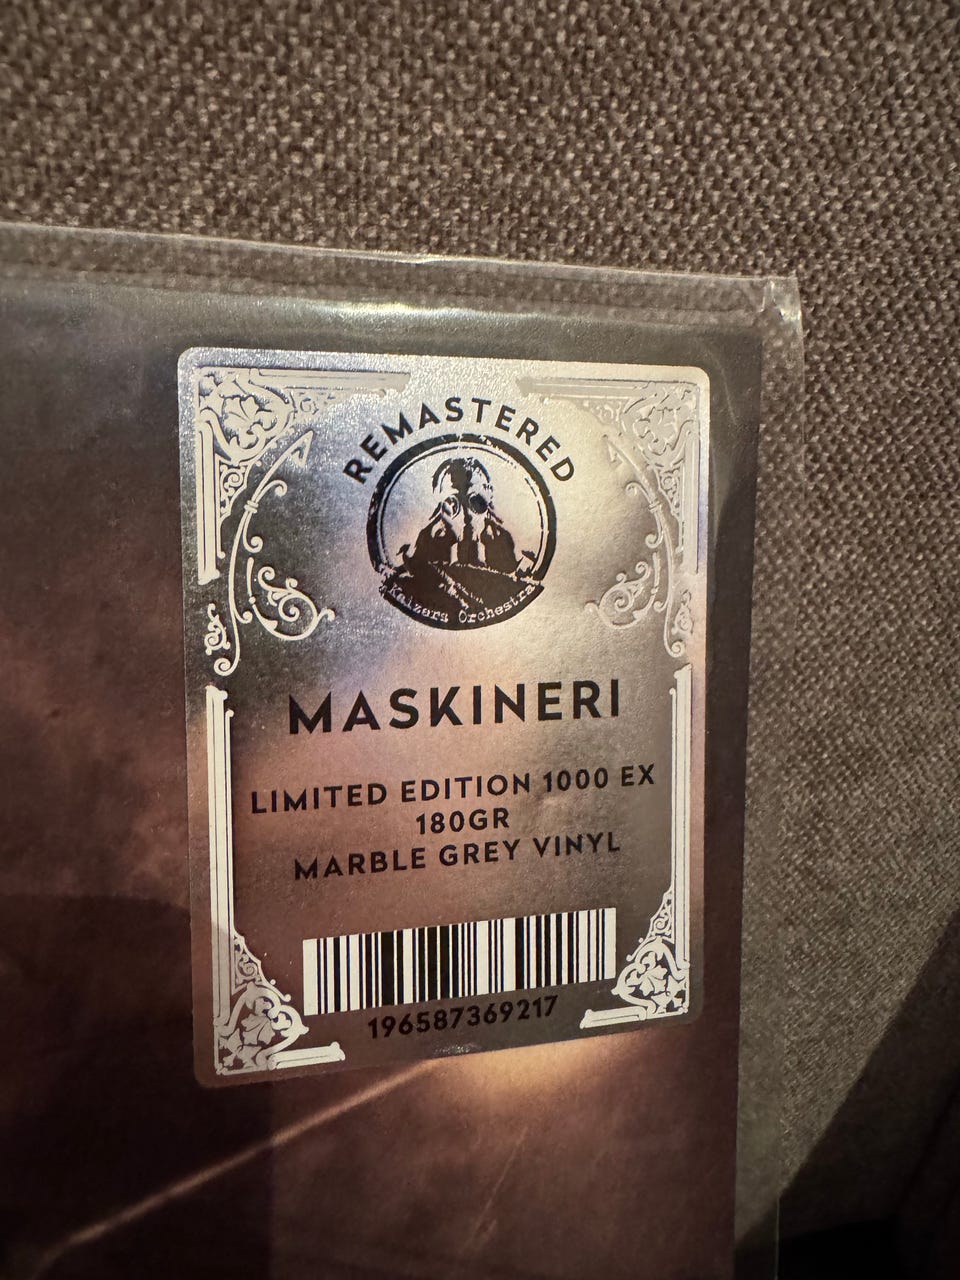 REMASTERED
Kaizers Orchestra
MASKINERI
LIMITED EDITION 1000 EX
180GR
MARBLE GREY VINYL
196587369217